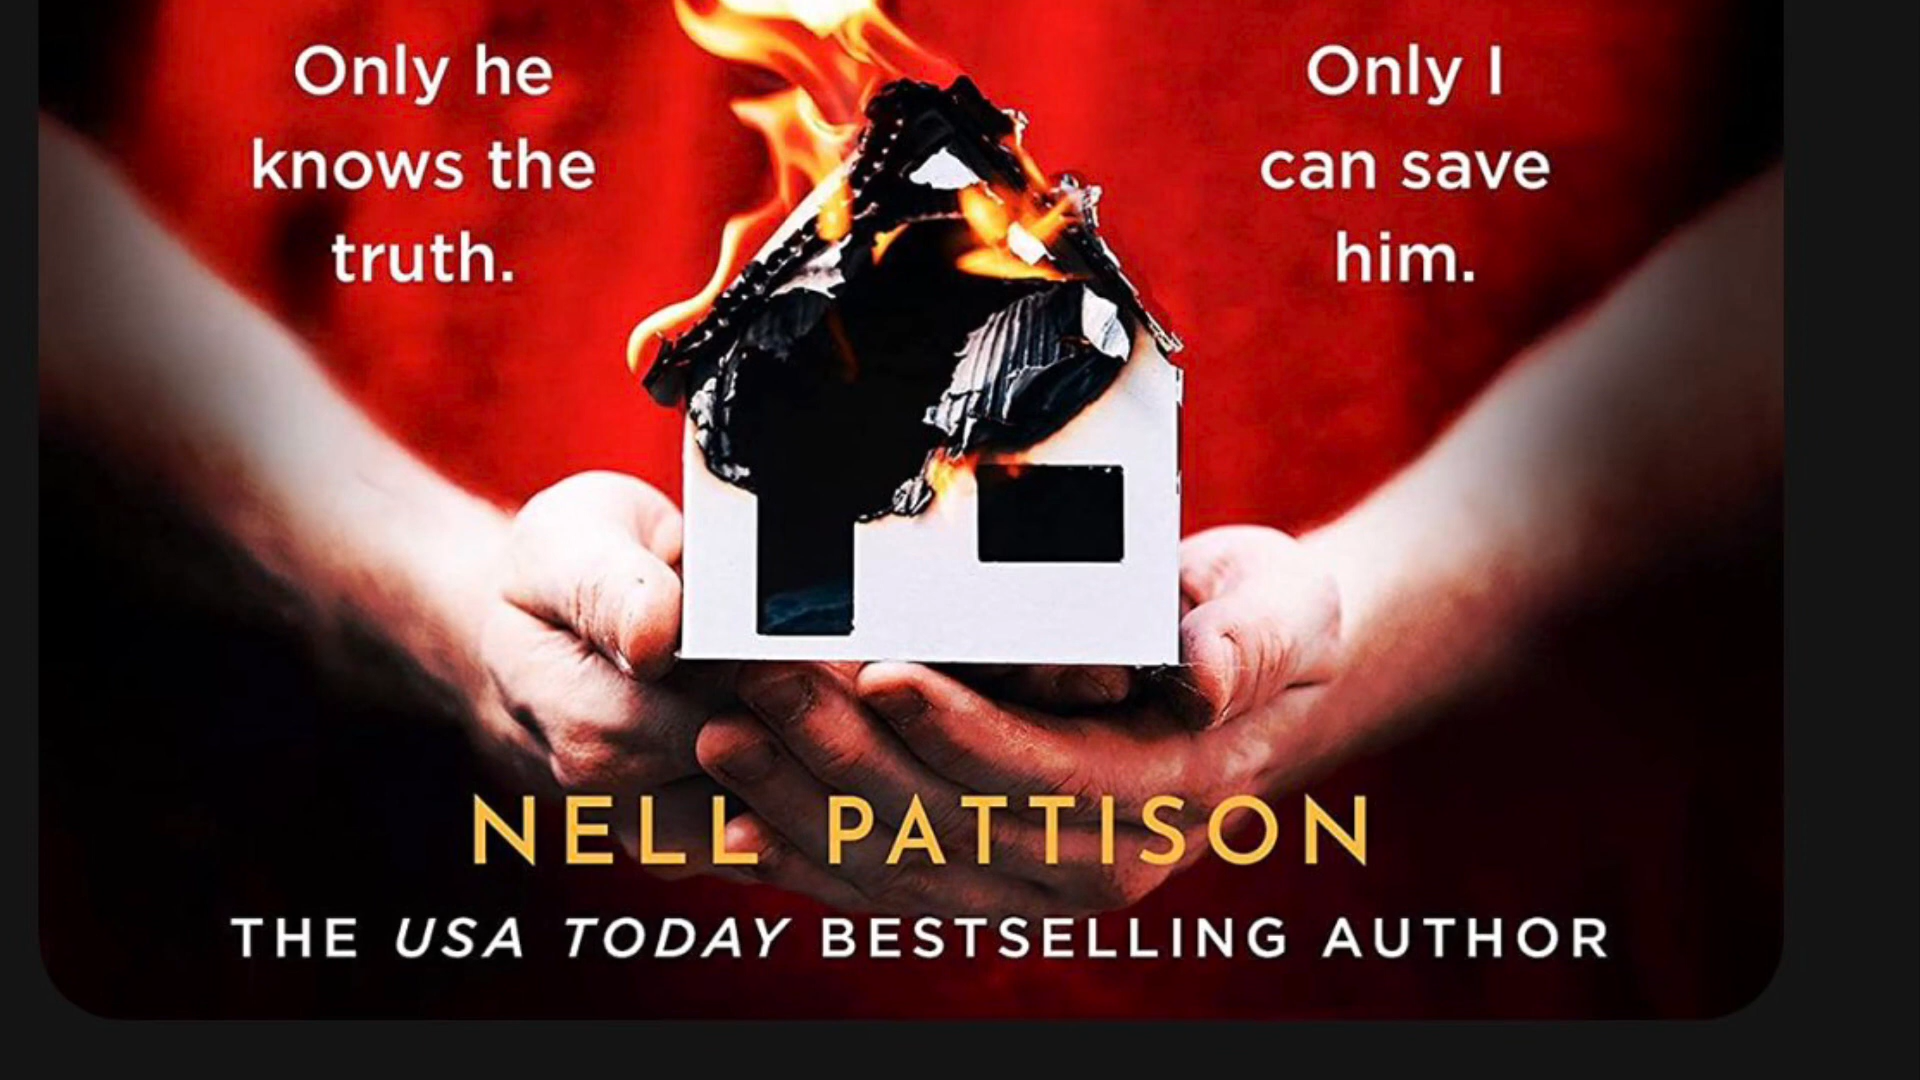 Only he
knows the
truth.
Only I
can save
him.
NELL PATTISON
THE USA TODAY BESTSELLING AUTHOR